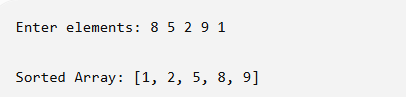 Enter elements: 8 5 2 9 1
Sorted Array: [1, 2, 5, 8, 9]